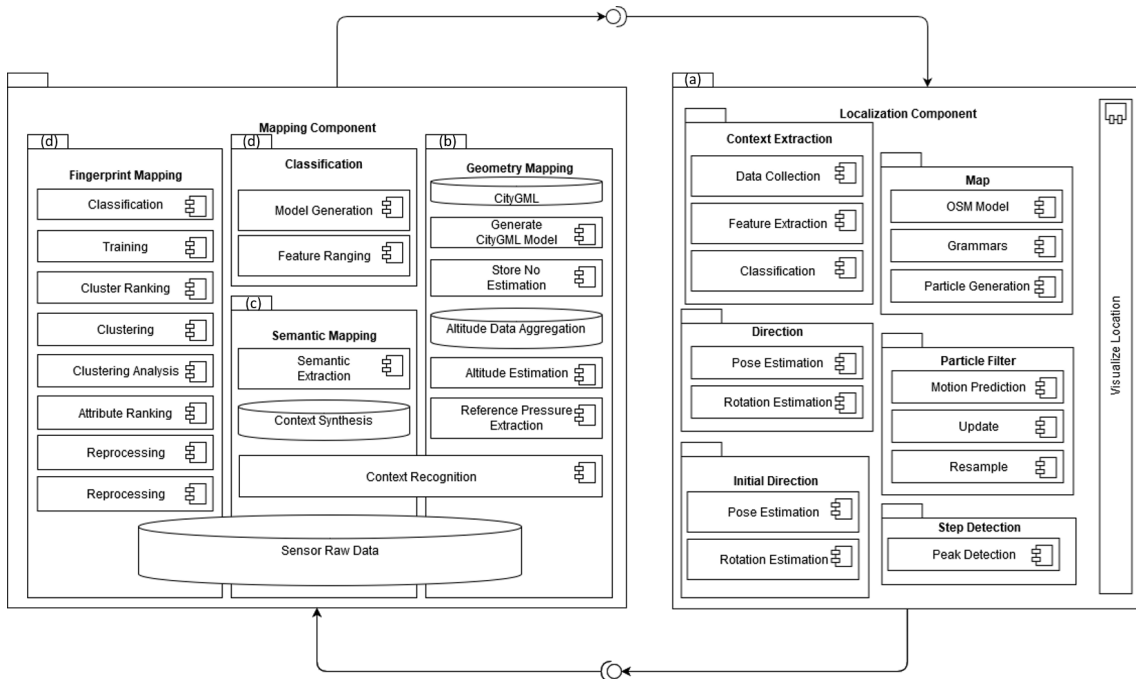 Mapping Component
(d)
Fingerprint Mapping
Classification
Training
Cluster Ranking
Clustering
Clustering Analysis
Attribute Ranking
Reprocessing
Reprocessing
(d)
Classification
Model Generation
Feature Ranging
(c)
Semantic Mapping
Semantic
Extraction
Context Synthesis
(b)
Geometry Mapping
CityGML
Generate
CityGML Model
Store No
Estimation
Altitude Data Aggregation
Altitude Estimation
Reference Pressure
Extraction
Context Recognition
Sensor Raw Data
(a)
Localization Component
Context Extraction
Data Collection
Feature Extraction
Classification
Direction
Pose Estimation
Rotation Estimation
Initial Direction
Pose Estimation
Rotation Estimation
Map
OSM Model
Grammars
Particle Generation
Particle Filter
Motion Prediction
Update
Resample
Step Detection
Peak Detection
Visualize Location